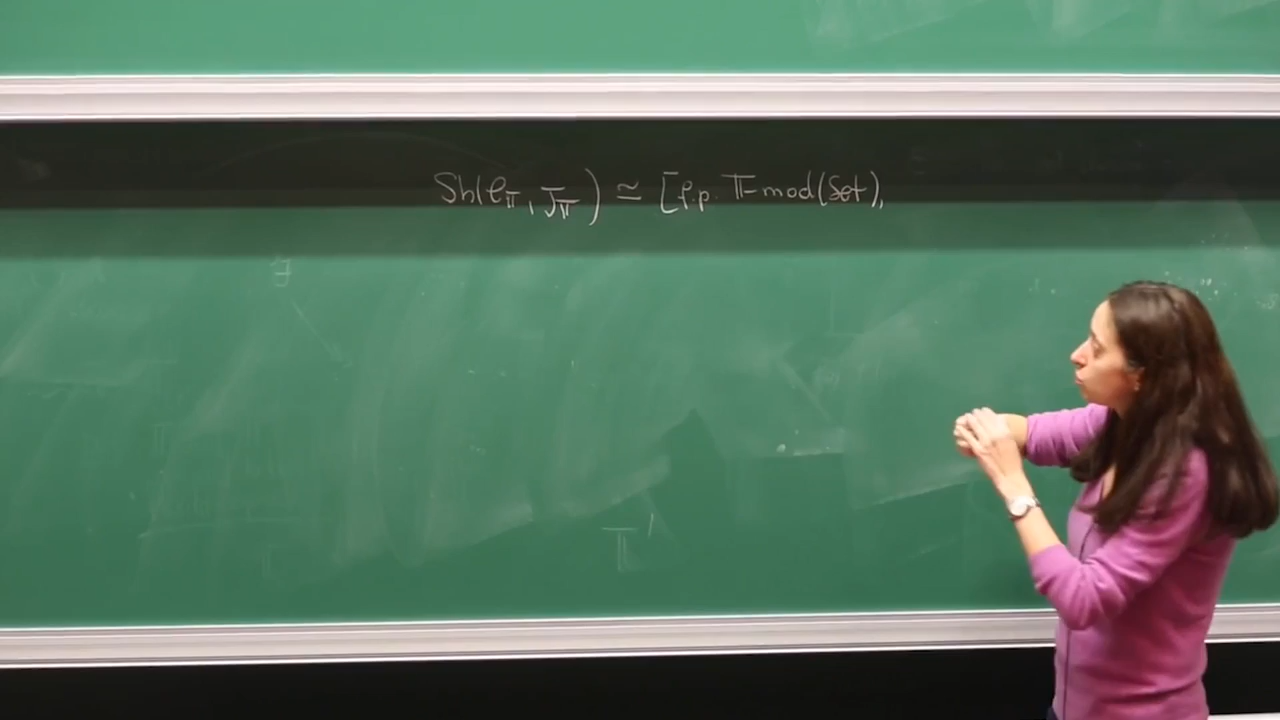 Sh(𝒞_𝕋, J_𝕋) ≃ [f.p. 𝕋-mod(Set),
∃
𝕋